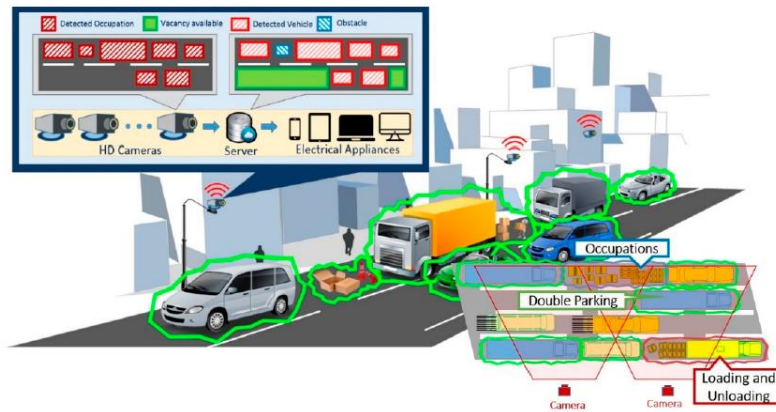 Detected Occupation
Vacancy available
Detected Vehicle
Obstacle
HD Cameras
Server
Electrical Appliances
Occupations
Double Parking
Loading and
Unloading
Camera
Camera